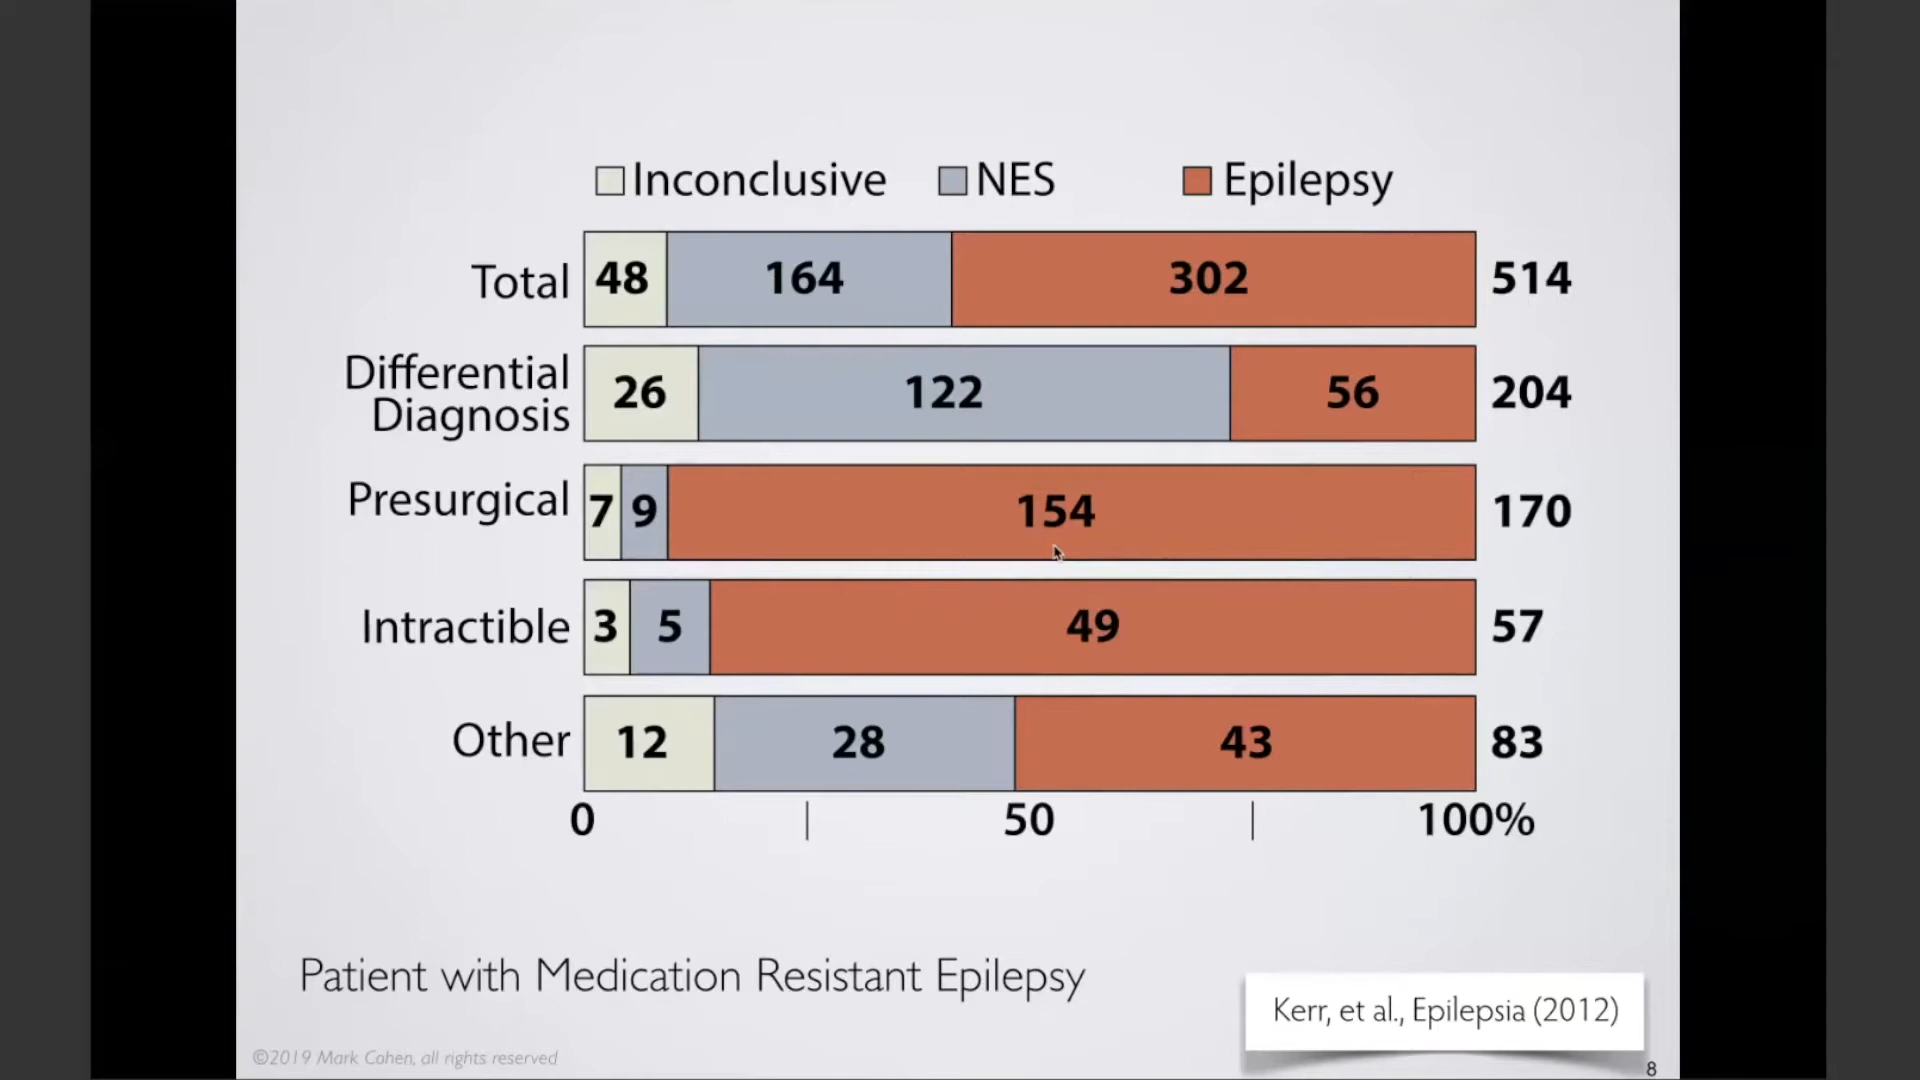 Inconclusive NES Epilepsy
Total 48 164 302 514
Differential
Diagnosis 26 122 56 204
Presurgical 7 9 154 170
Intractible 3 5 49 57
Other 12 28 43 83
0 50 100%
Patient with Medication Resistant Epilepsy
Kerr, et al., Epilepsia (2012)
©2019 Mark Cohen, all rights reserved
8